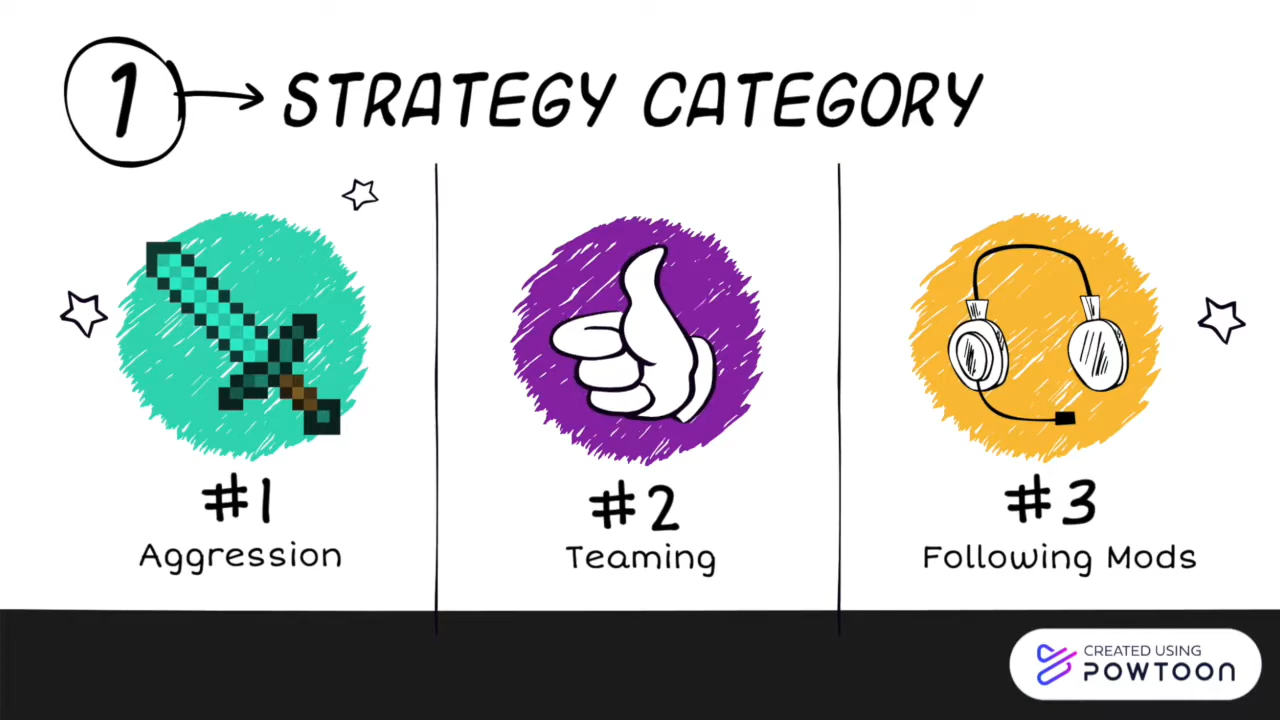 1 → STRATEGY CATEGORY
#1
Aggression
#2
Teaming
#3
Following Mods
CREATED USING
POWTOON